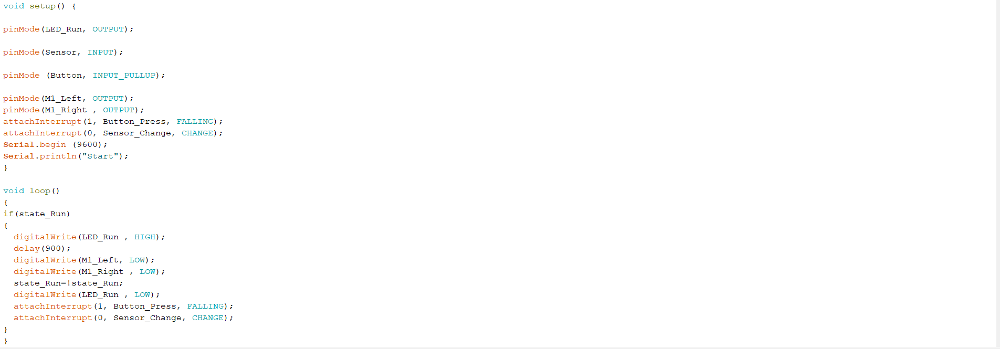 void setup() {
pinMode(LED_Run, OUTPUT);
pinMode(Sensor, INPUT);
pinMode (Button, INPUT_PULLUP);
pinMode(M1_Left, OUTPUT);
pinMode(M1_Right , OUTPUT);
attachInterrupt(1, Button_Press, FALLING);
attachInterrupt(0, Sensor_Change, CHANGE);
Serial.begin (9600);
Serial.println("Start");
}
void loop()
{
if(state_Run)
{
  digitalWrite(LED_Run , HIGH);
  delay(900);
  digitalWrite(M1_Left, LOW);
  digitalWrite(M1_Right , LOW);
  state_Run=!state_Run;
  digitalWrite(LED_Run , LOW);
  attachInterrupt(1, Button_Press, FALLING);
  attachInterrupt(0, Sensor_Change, CHANGE);
}
}